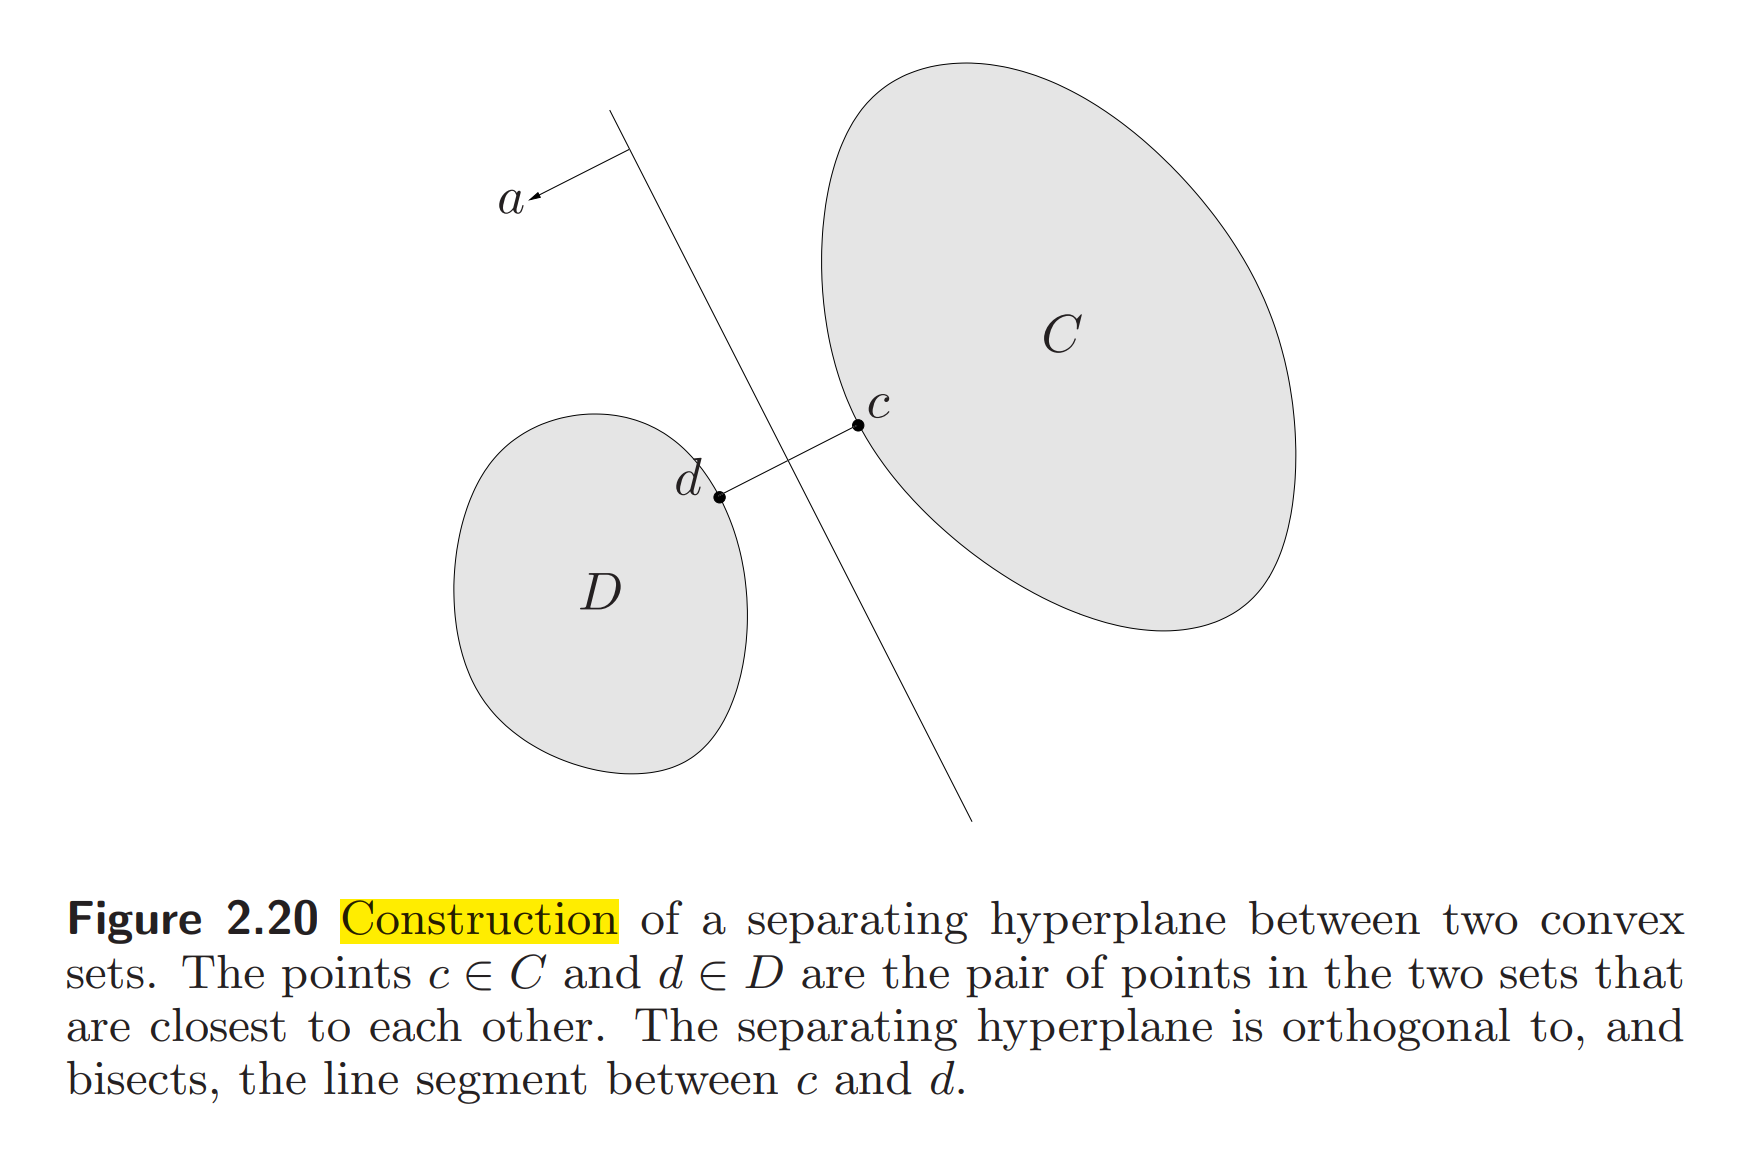 a
C
c
d
D
Figure 2.20 Construction of a separating hyperplane between two convex
sets. The points c ∈ C and d ∈ D are the pair of points in the two sets that
are closest to each other. The separating hyperplane is orthogonal to, and
bisects, the line segment between c and d.